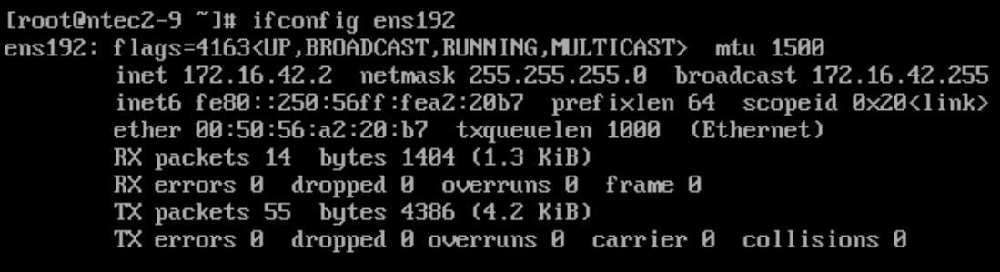 [root@ntec2-9 ~]# ifconfig ens192
ens192: flags=4163<UP,BROADCAST,RUNNING,MULTICAST>  mtu 1500
        inet 172.16.42.2  netmask 255.255.255.0  broadcast 172.16.42.255
        inet6 fe80::250:56ff:fea2:20b7  prefixlen 64  scopeid 0x20<link>
        ether 00:50:56:a2:20:b7  txqueuelen 1000  (Ethernet)
        RX packets 14  bytes 1404 (1.3 KiB)
        RX errors 0  dropped 0  overruns 0  frame 0
        TX packets 55  bytes 4386 (4.2 KiB)
        TX errors 0  dropped 0 overruns 0  carrier 0  collisions 0